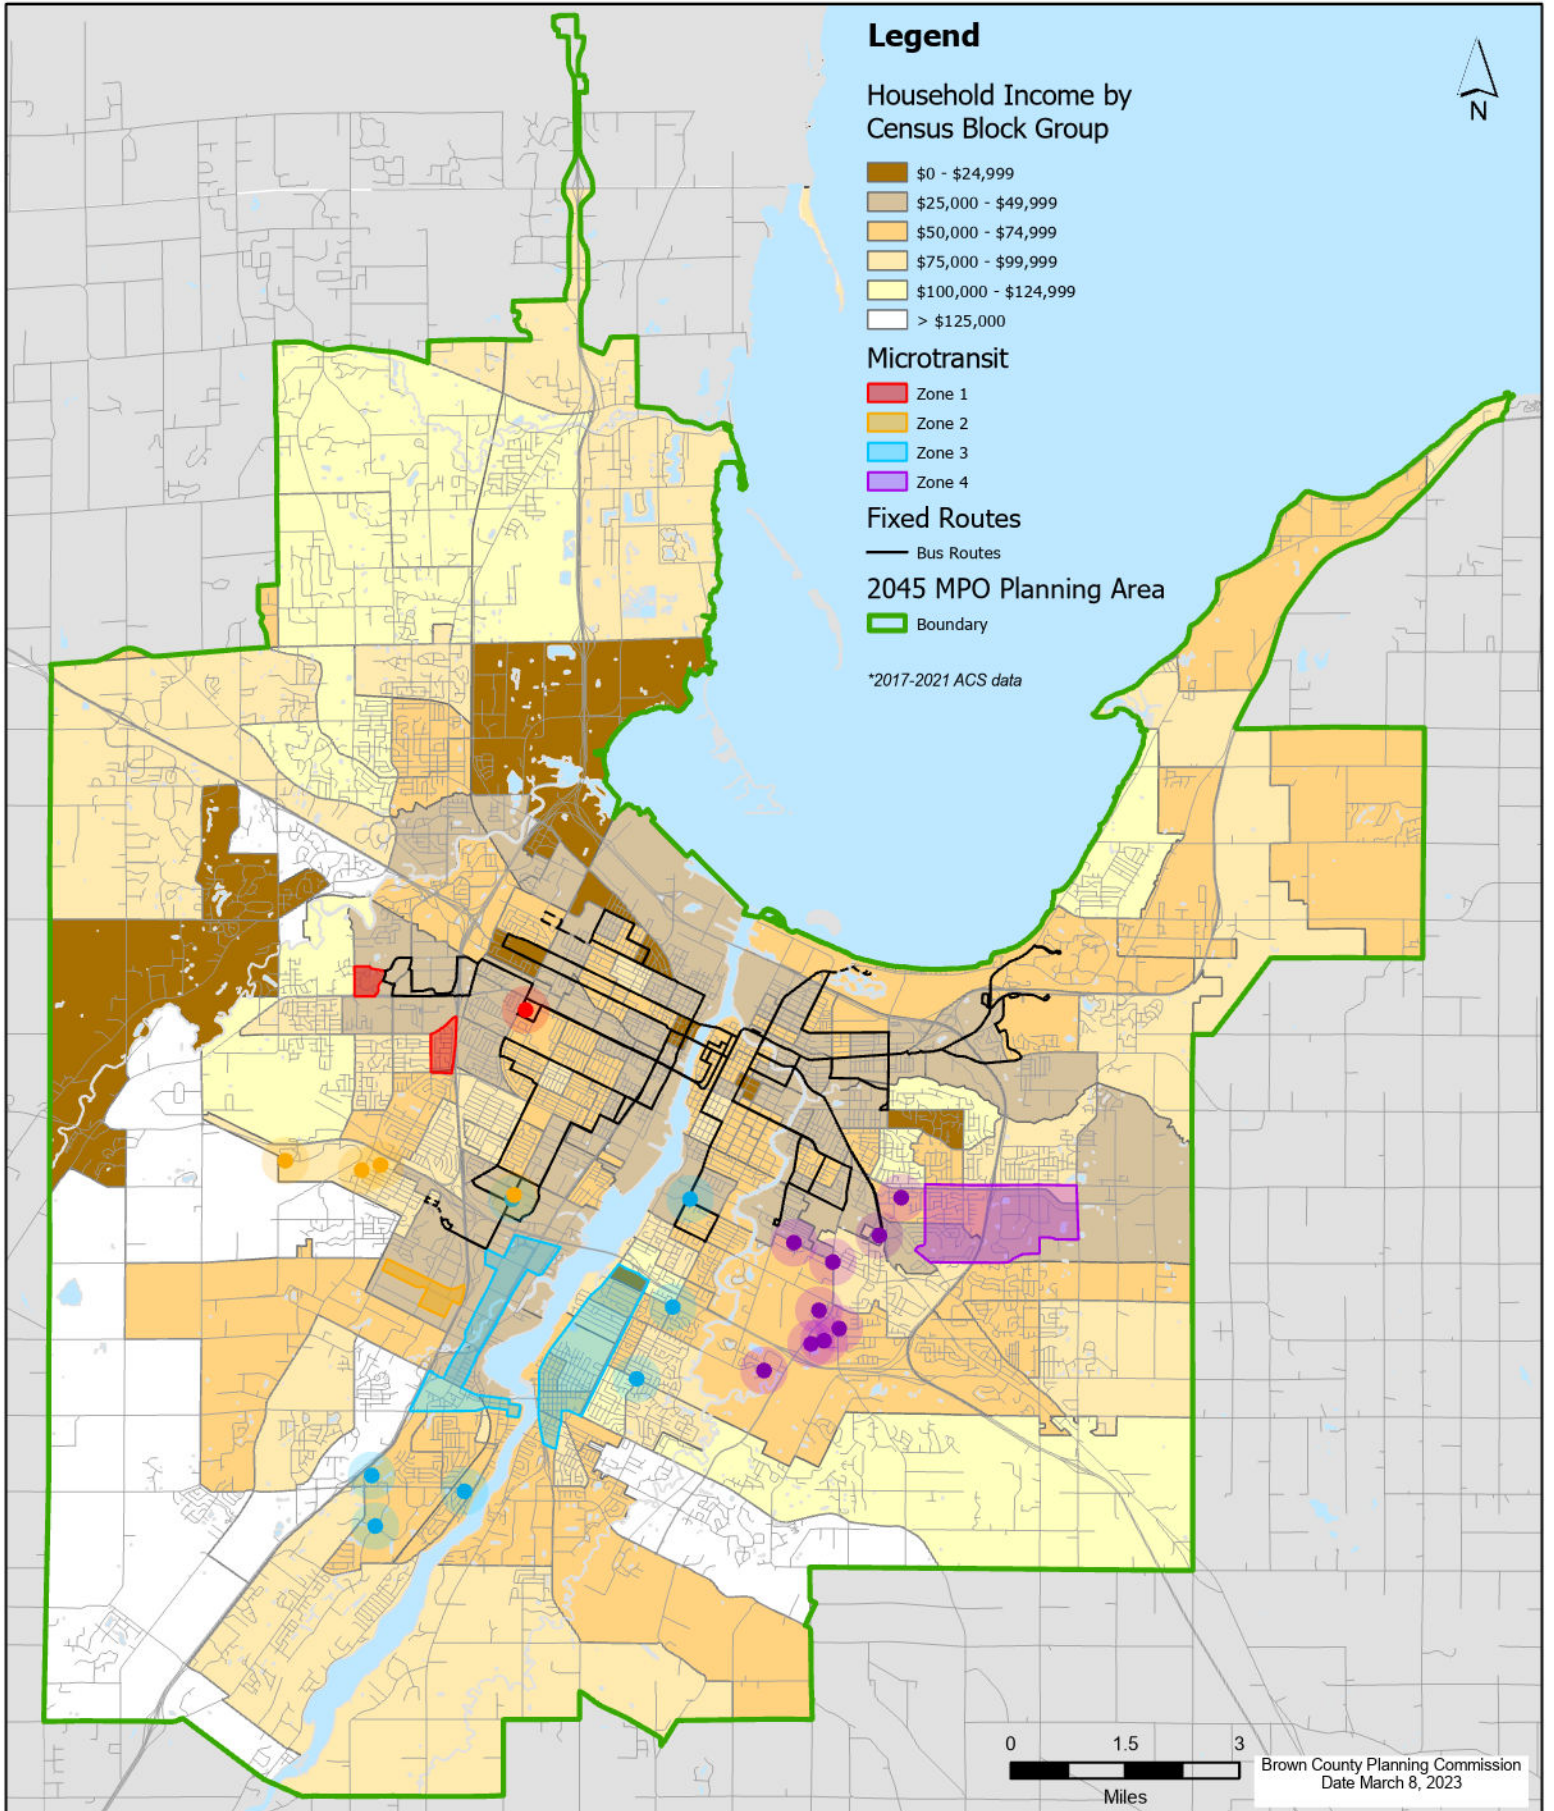 Legend
N
Household Income by
Census Block Group
$0 - $24,999
$25,000 - $49,999
$50,000 - $74,999
$75,000 - $99,999
$100,000 - $124,999
> $125,000
Microtransit
Zone 1
Zone 2
Zone 3
Zone 4
Fixed Routes
Bus Routes
2045 MPO Planning Area
Boundary
*2017-2021 ACS data
0 1.5 3
Miles
Brown County Planning Commission
Date March 8, 2023